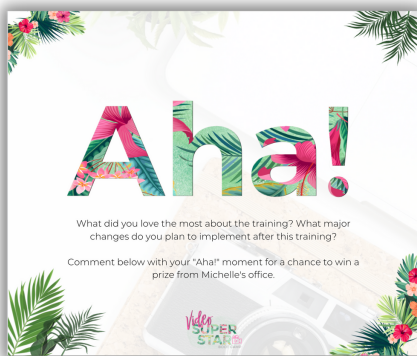 Aha!
What did you love the most about the training? What major
changes do you plan to implement after this training?
Comment below with your "Aha!" moment for a chance to win a
prize from Michelle's office.
Video
SUPER
STAR